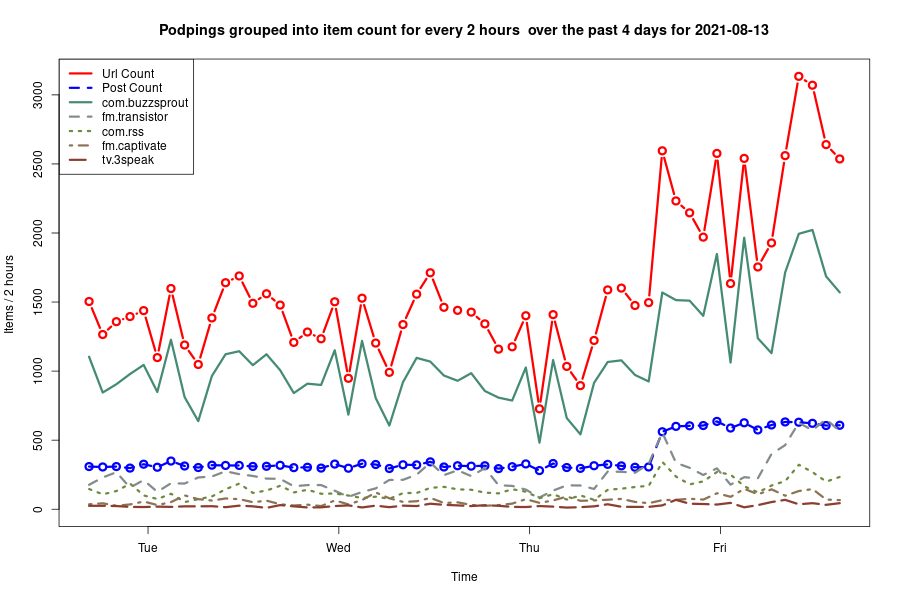 Podpings grouped into item count for every 2 hours  over the past 4 days for 2021-08-13
Url Count
Post Count
com.buzzsprout
fm.transistor
com.rss
fm.captivate
tv.3speak
Items / 2 hours
3000
2500
2000
1500
1000
500
0
Tue
Wed
Thu
Fri
Time